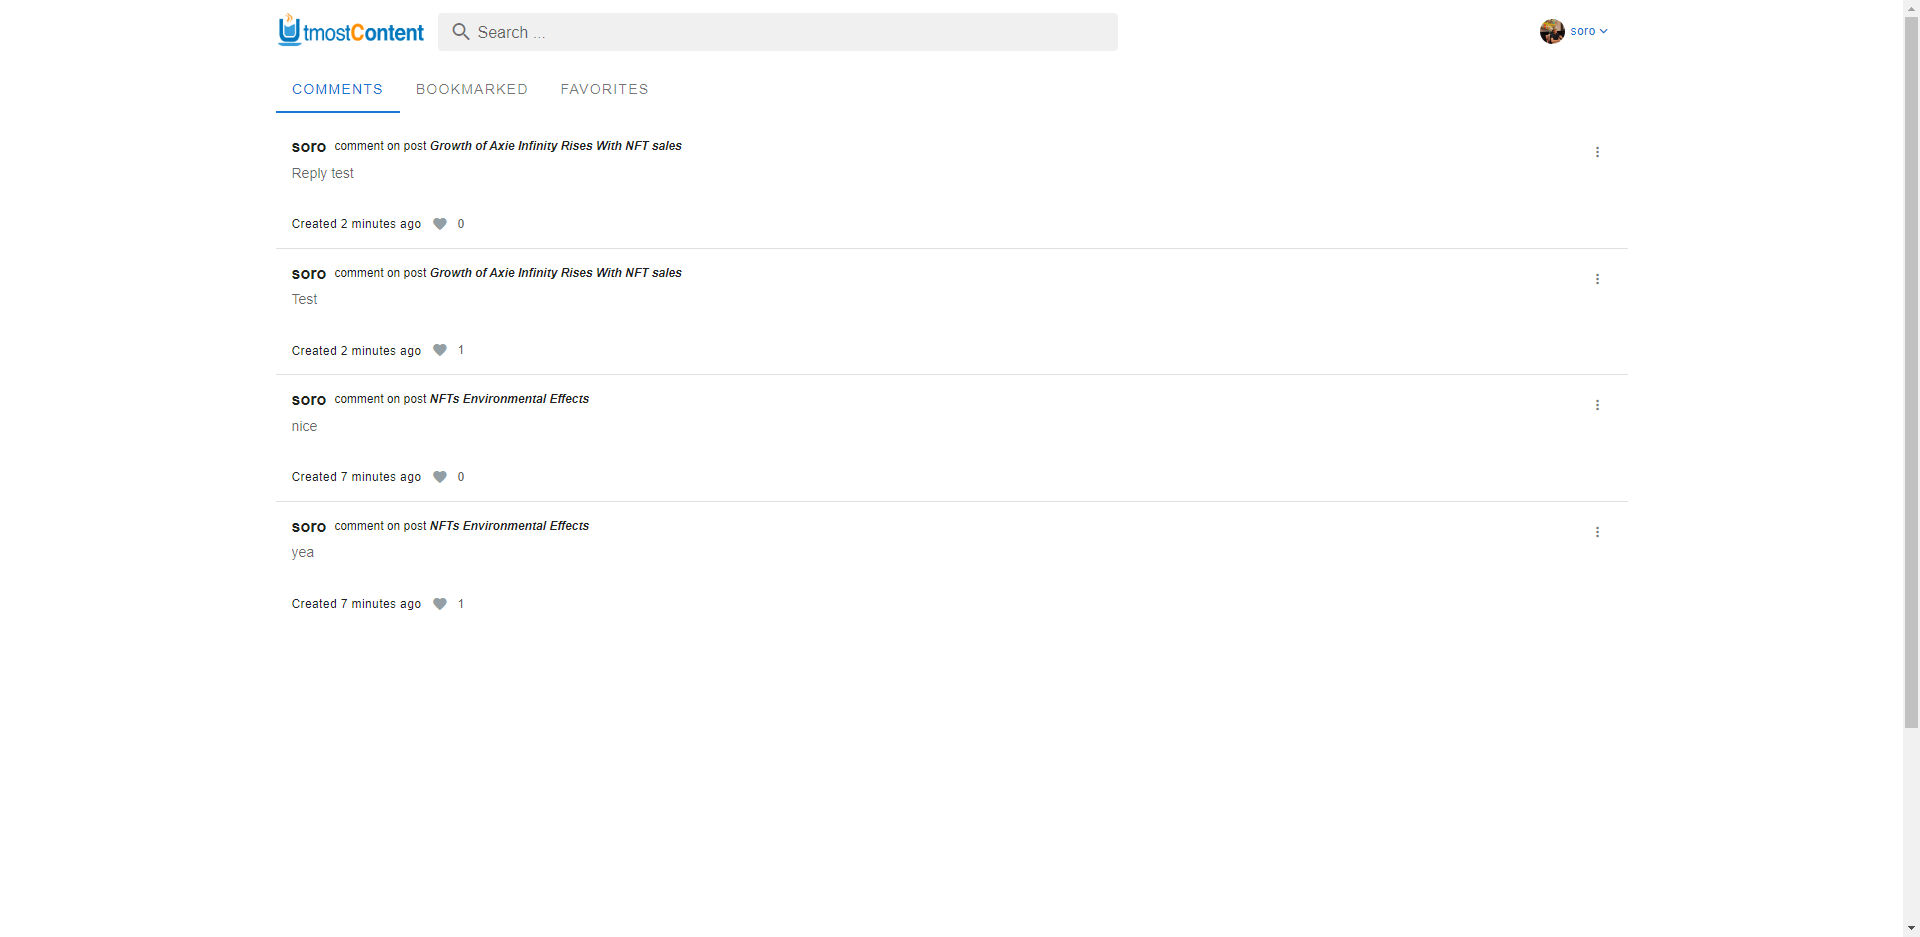 UtmostContent
Search ...
soro
COMMENTS BOOKMARKED FAVORITES
soro comment on post Growth of Axie Infinity Rises With NFT sales
Reply test
Created 2 minutes ago 0
soro comment on post Growth of Axie Infinity Rises With NFT sales
Test
Created 2 minutes ago 1
soro comment on post NFTs Environmental Effects
nice
Created 7 minutes ago 0
soro comment on post NFTs Environmental Effects
yea
Created 7 minutes ago 1